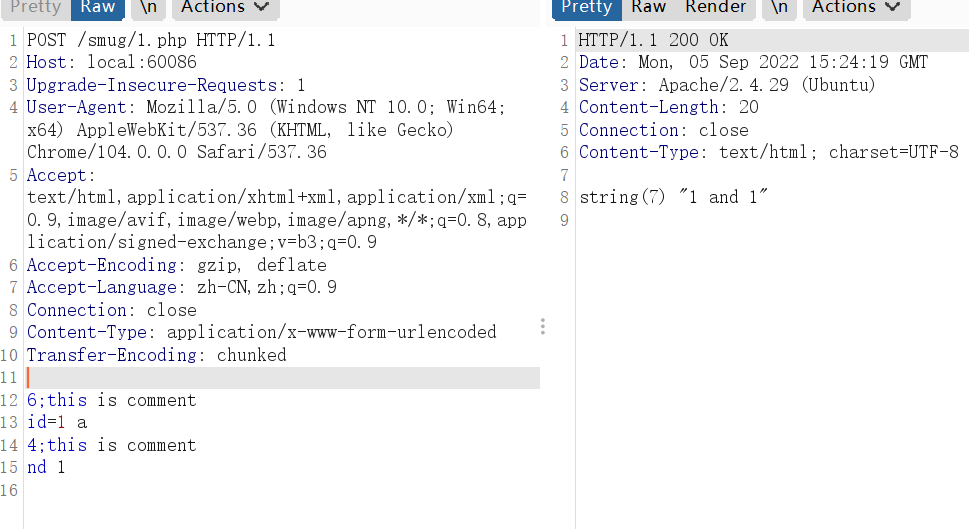 Pretty Raw \n Actions
1 POST /smug/1.php HTTP/1.1
2 Host: local:60086
3 Upgrade-Insecure-Requests: 1
4 User-Agent: Mozilla/5.0 (Windows NT 10.0; Win64;
x64) AppleWebKit/537.36 (KHTML, like Gecko)
Chrome/104.0.0.0 Safari/537.36
5 Accept:
text/html,application/xhtml+xml,application/xml;q=
0.9,image/avif,image/webp,image/apng,*/*;q=0.8,app
lication/signed-exchange;v=b3;q=0.9
6 Accept-Encoding: gzip, deflate
7 Accept-Language: zh-CN,zh;q=0.9
8 Connection: close
9 Content-Type: application/x-www-form-urlencoded
10 Transfer-Encoding: chunked
11
12 6;this is comment
13 id=1 a
14 4;this is comment
15 nd 1
16
Pretty Raw Render \n Actions
1 HTTP/1.1 200 OK
2 Date: Mon, 05 Sep 2022 15:24:19 GMT
3 Server: Apache/2.4.29 (Ubuntu)
4 Content-Length: 20
5 Connection: close
6 Content-Type: text/html; charset=UTF-8
7
8 string(7) "1 and 1"
9